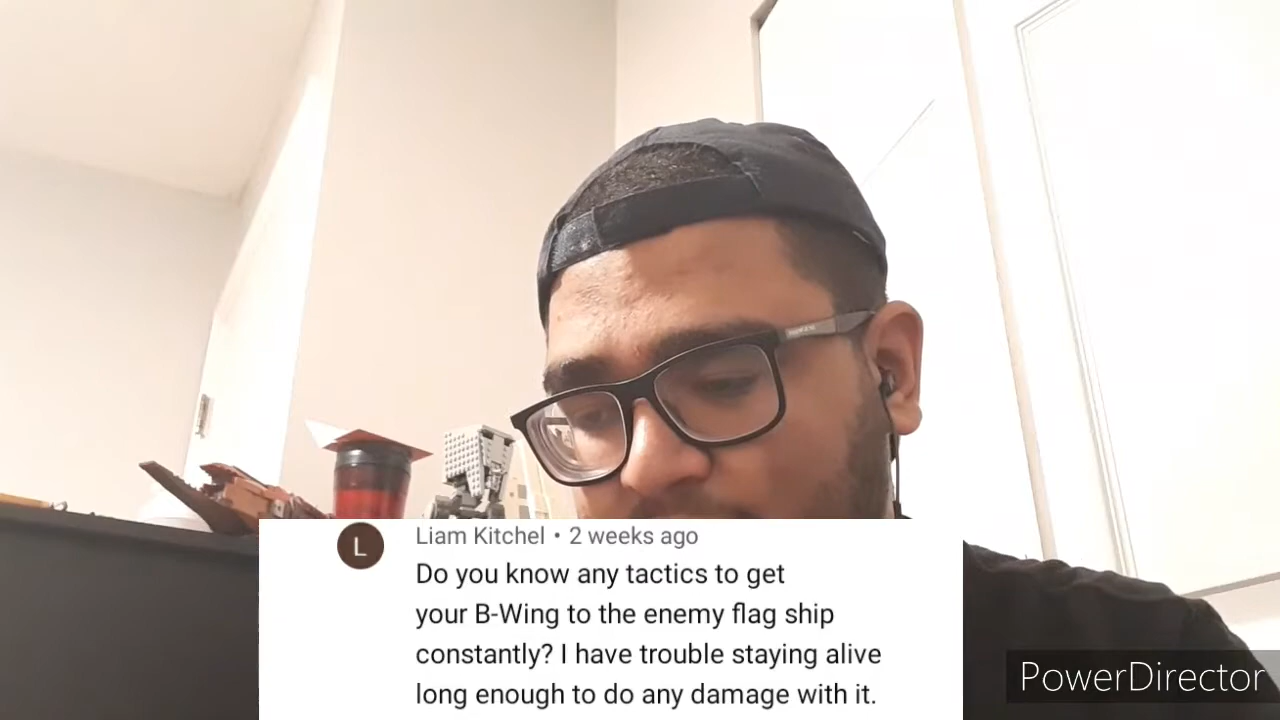 L
Liam Kitchel • 2 weeks ago
Do you know any tactics to get
your B-Wing to the enemy flag ship
constantly? I have trouble staying alive
long enough to do any damage with it.
PowerDirector